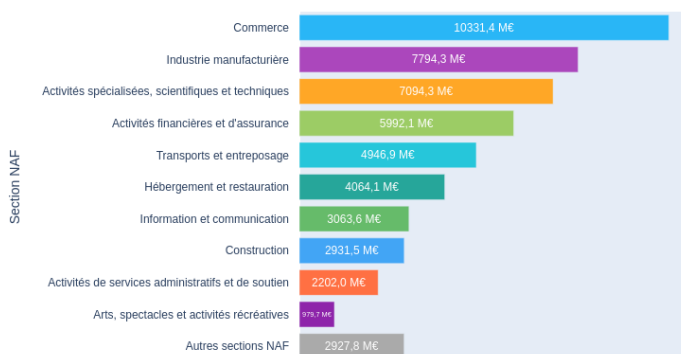 Commerce 10331,4 M€
Industrie manufacturière 7794,3 M€
Activités spécialisées, scientifiques et techniques 7094,3 M€
Activités financières et d'assurance 5992,1 M€
Transports et entreposage 4946,9 M€
Hébergement et restauration 4064,1 M€
Information et communication 3063,6 M€
Construction 2931,5 M€
Activités de services administratifs et de soutien 2202,0 M€
Arts, spectacles et activités récréatives 979,7 M€
Autres sections NAF 2927,8 M€
Section NAF